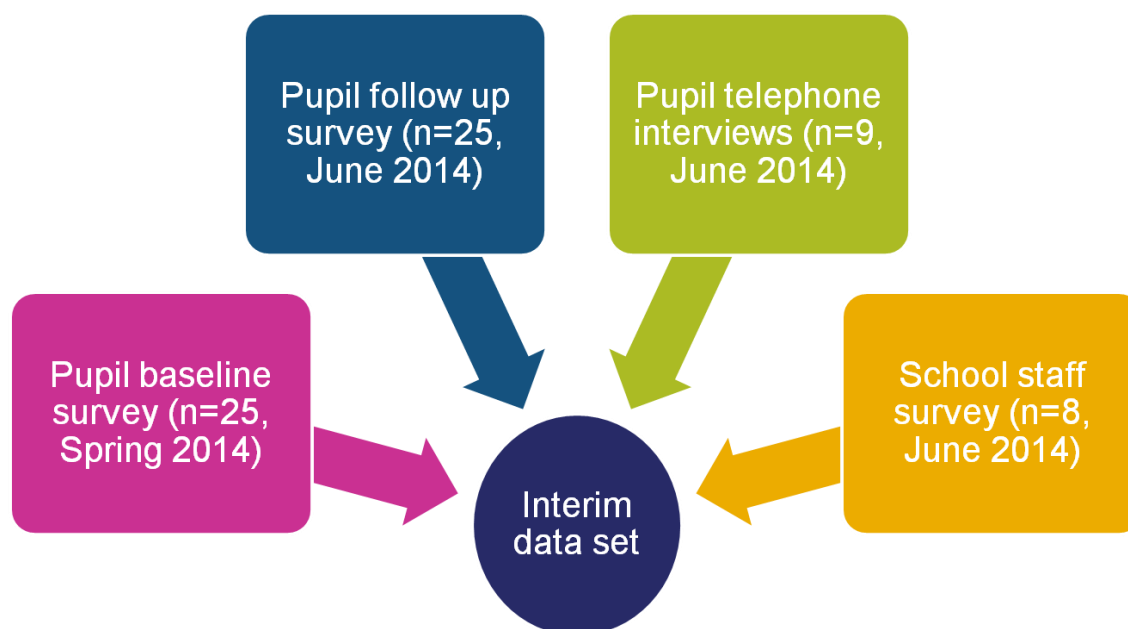 Pupil follow up
survey (n=25,
June 2014)
Pupil telephone
interviews (n=9,
June 2014)
Pupil baseline
survey (n=25,
Spring 2014)
School staff
survey (n=8,
June 2014)
Interim
data set